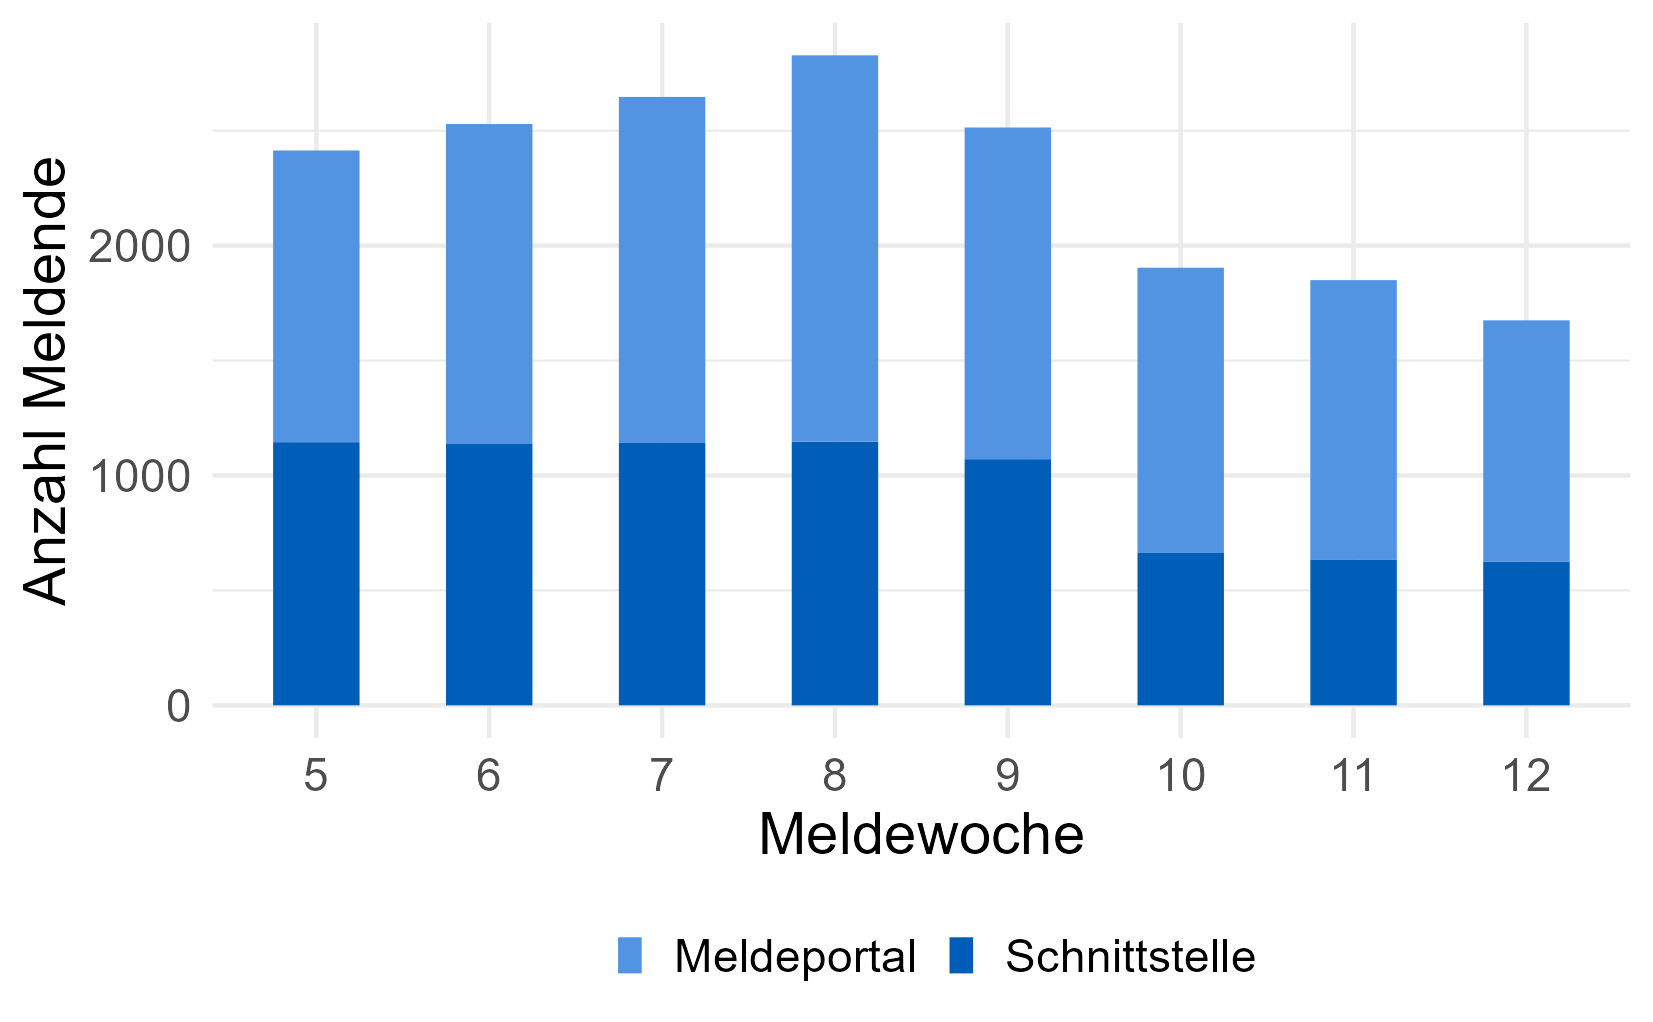 Anzahl Meldende
2000
1000
0
5 6 7 8 9 10 11 12
Meldewoche
Meldeportal Schnittstelle